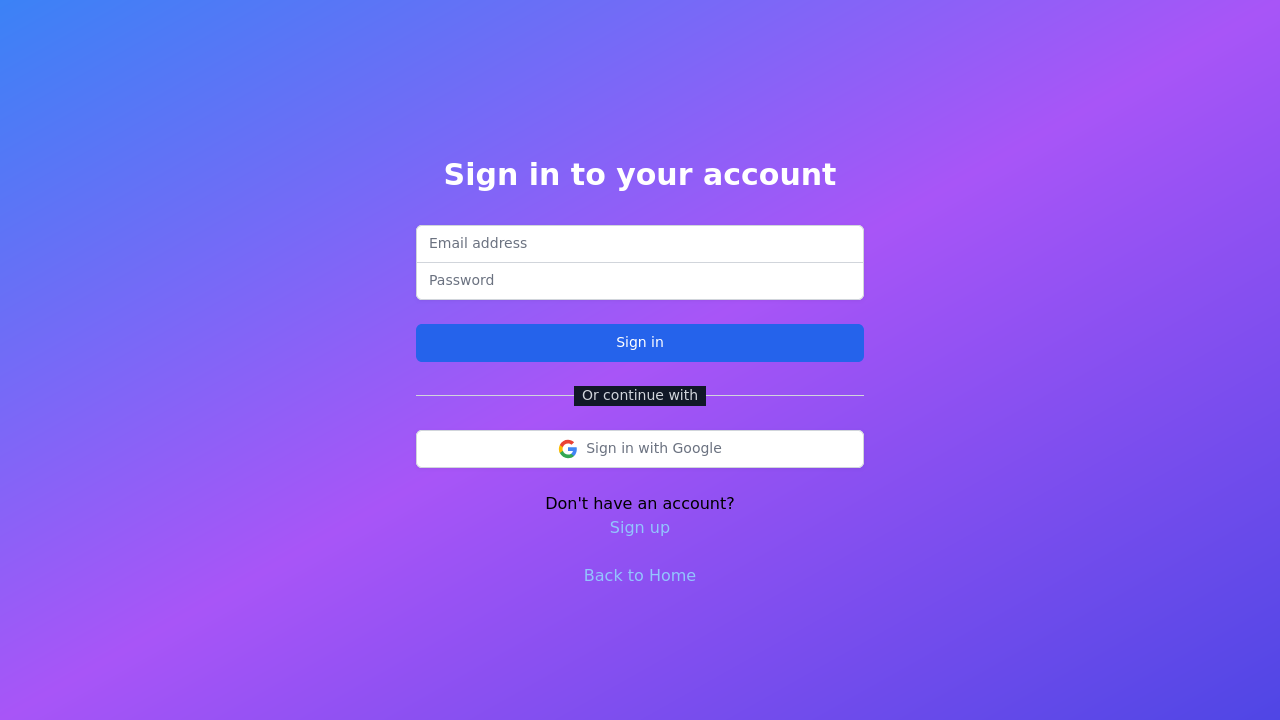 Sign in to your account
Email address
Password
Sign in
Or continue with
Sign in with Google
Don't have an account?
Sign up
Back to Home